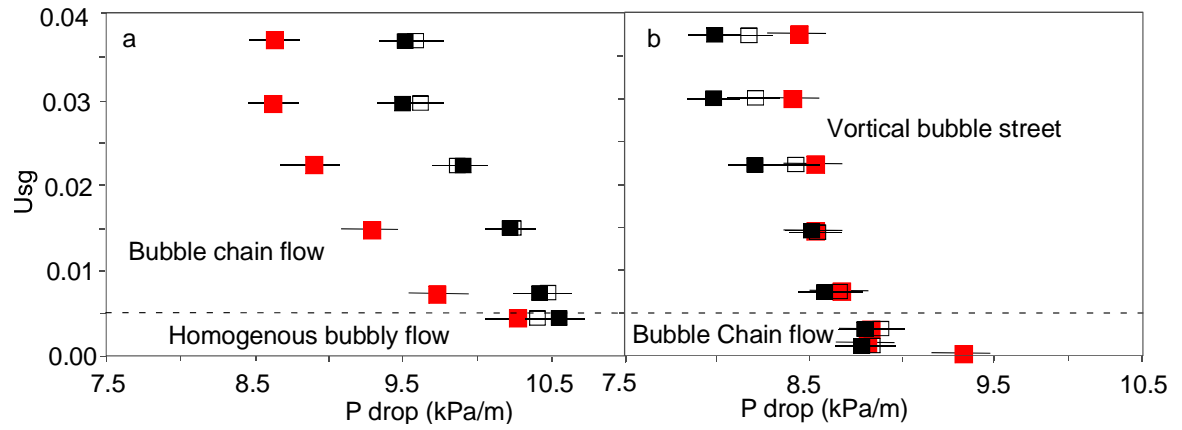 0.04
a
b
0.03
Vortical bubble street
0.02
Usg
Bubble chain flow
0.01
Homogenous bubbly flow
Bubble Chain flow
0.00
7.5
8.5
9.5
10.5
7.5
8.5
9.5
10.5
P drop (kPa/m)
P drop (kPa/m)